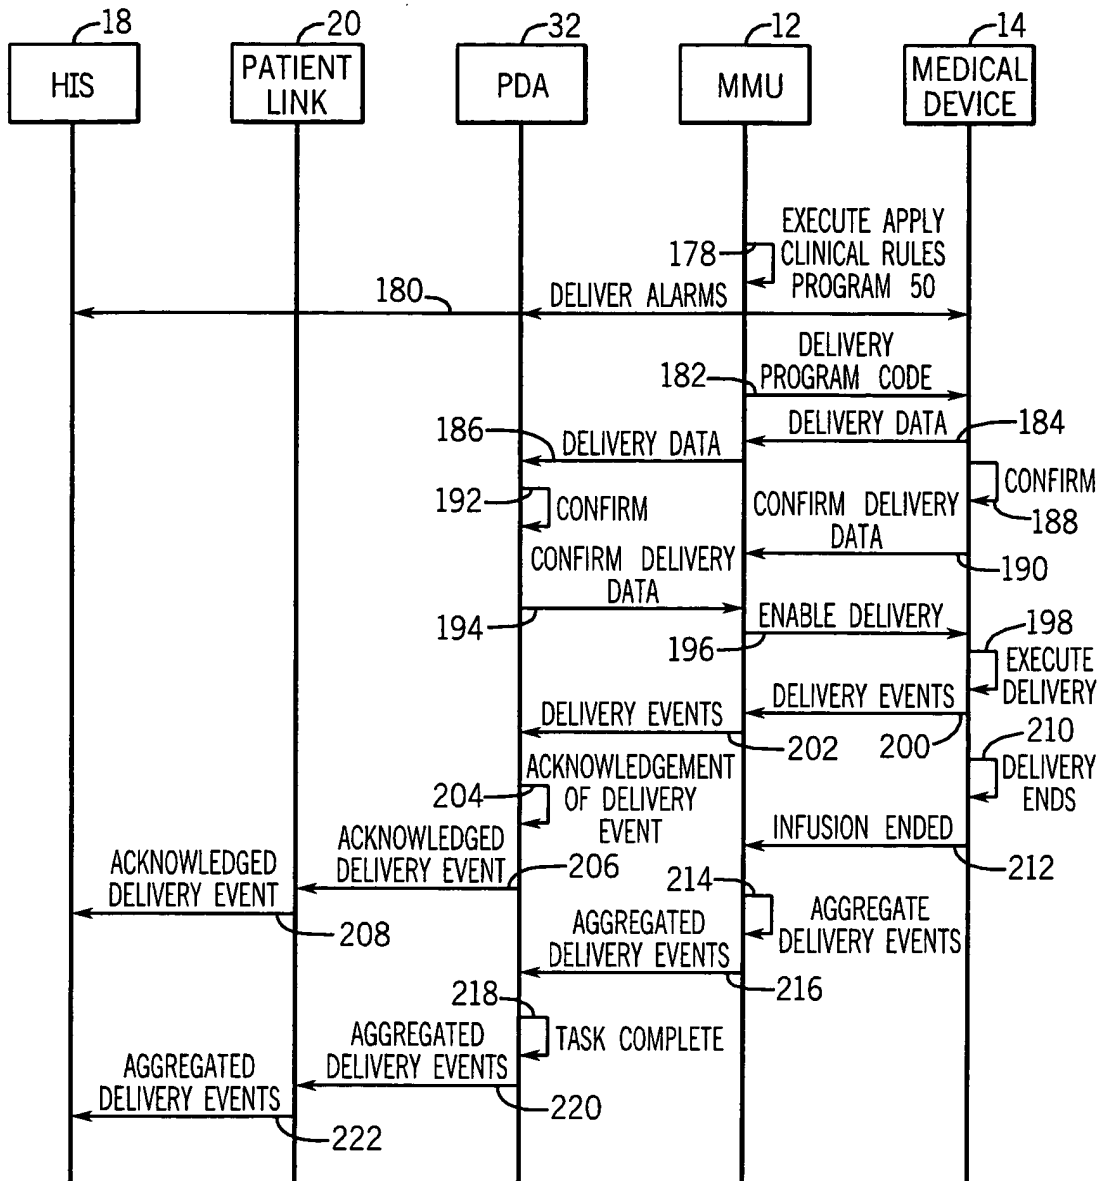 18
20
32
12
14
HIS
PATIENT
LINK
PDA
MMU
MEDICAL
DEVICE
178
EXECUTE APPLY
CLINICAL RULES
PROGRAM 50
180
DELIVER ALARMS
182
DELIVERY
PROGRAM CODE
DELIVERY DATA
184
186
DELIVERY DATA
CONFIRM
188
192
CONFIRM
CONFIRM DELIVERY
DATA
190
CONFIRM DELIVERY
DATA
194
ENABLE DELIVERY
196
198
EXECUTE
DELIVERY
DELIVERY EVENTS
200
DELIVERY EVENTS
202
210
DELIVERY
ENDS
204
ACKNOWLEDGEMENT
OF DELIVERY
EVENT
INFUSION ENDED
212
ACKNOWLEDGED
DELIVERY EVENT
206
ACKNOWLEDGED
DELIVERY EVENT
208
214
AGGREGATE
DELIVERY EVENTS
AGGREGATED
DELIVERY EVENTS
216
218
TASK COMPLETE
AGGREGATED
DELIVERY EVENTS
220
AGGREGATED
DELIVERY EVENTS
222